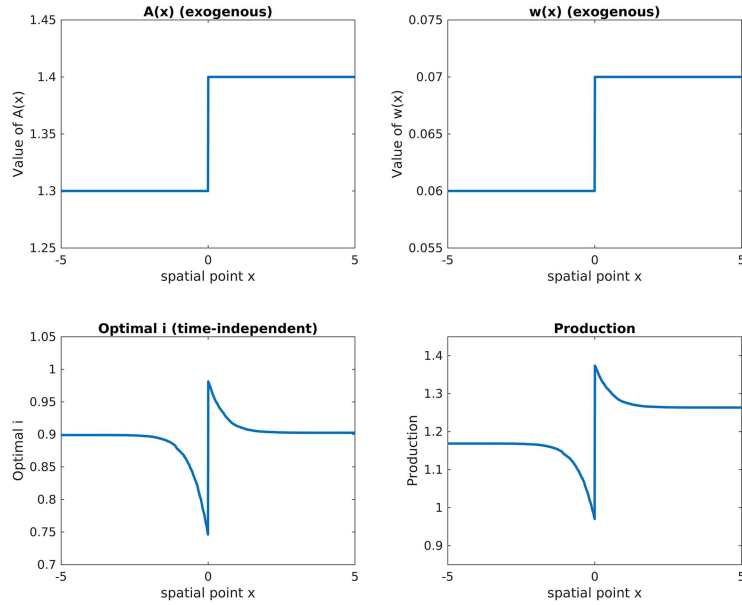 A(x) (exogenous)
1.45
1.4
1.35
1.3
1.25
Value of A(x)
-5 0 5
spatial point x
w(x) (exogenous)
0.075
0.07
0.065
0.06
0.055
Value of w(x)
-5 0 5
spatial point x
Optimal i (time-independent)
1.05
1
0.95
0.9
0.85
0.8
0.75
0.7
Optimal i
-5 0 5
spatial point x
Production
1.4
1.3
1.2
1.1
1
0.9
Production
-5 0 5
spatial point x